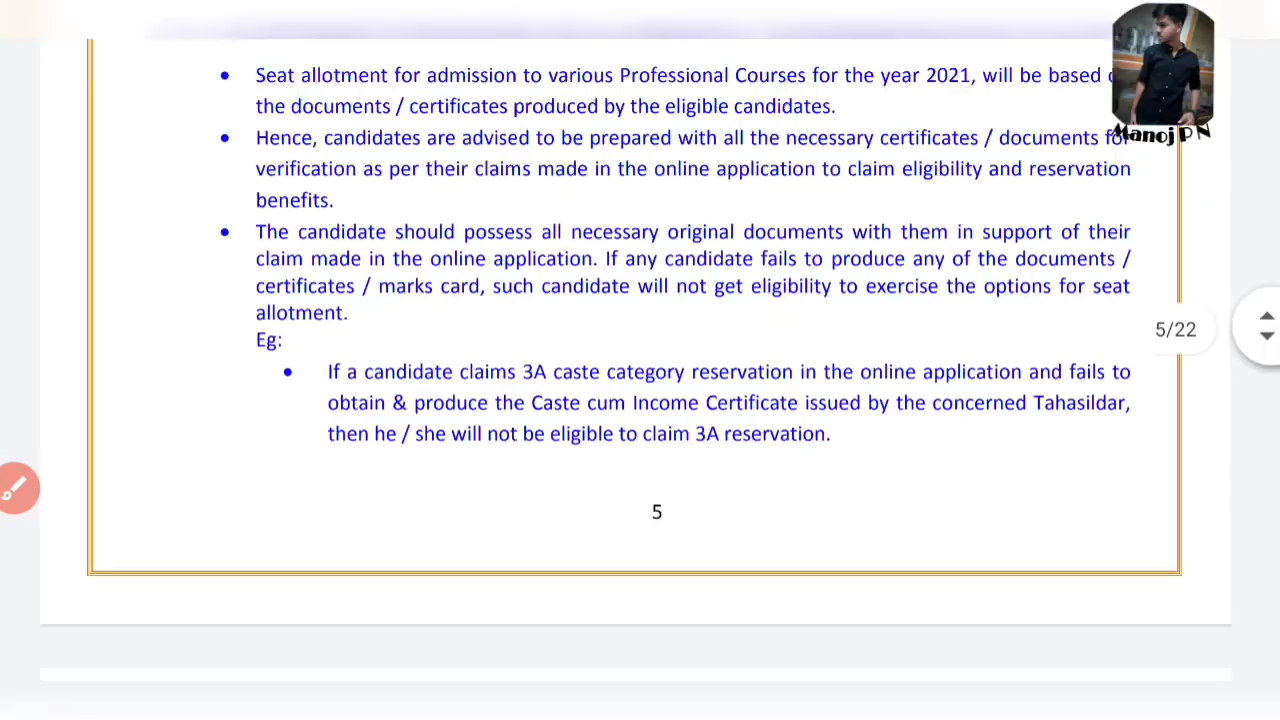 Seat allotment for admission to various Professional Courses for the year 2021, will be based
the documents / certificates produced by the eligible candidates.
Hence, candidates are advised to be prepared with all the necessary certificates / documents for
verification as per their claims made in the online application to claim eligibility and reservation
benefits.
The candidate should possess all necessary original documents with them in support of their
claim made in the online application. If any candidate fails to produce any of the documents /
certificates / marks card, such candidate will not get eligibility to exercise the options for seat
allotment.
Eg:
If a candidate claims 3A caste category reservation in the online application and fails to
obtain & produce the Caste cum Income Certificate issued by the concerned Tahasildar,
then he / she will not be eligible to claim 3A reservation.
5
Manoj P N
5/22